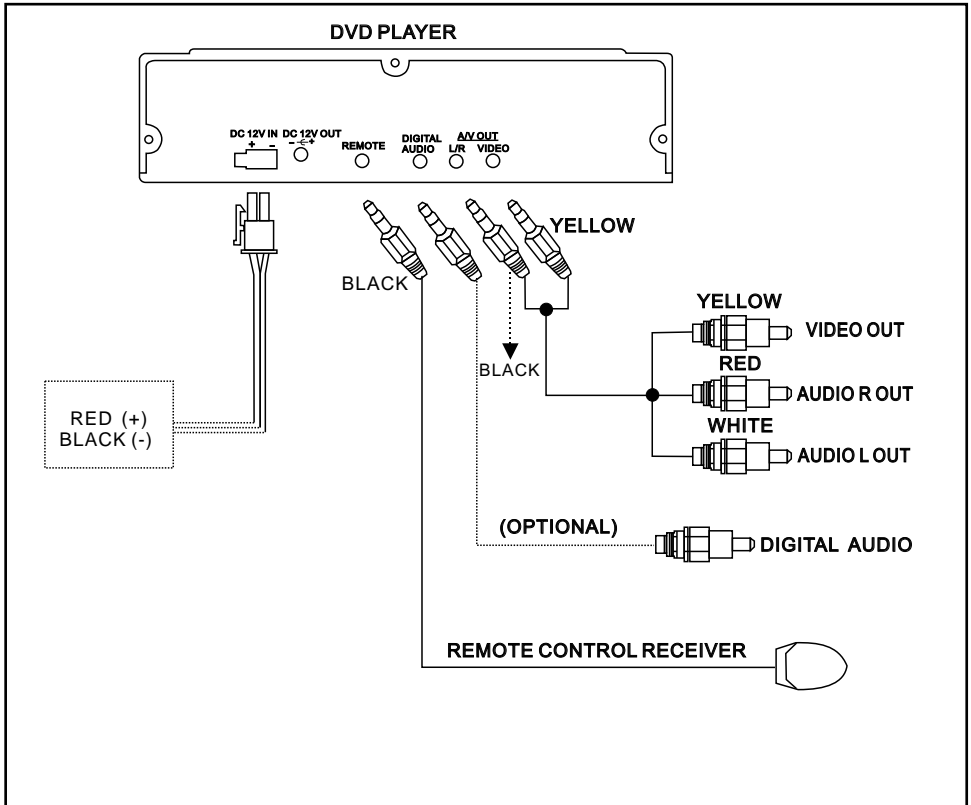 DVD PLAYER
DC 12V IN DC 12V OUT
+ - - +
REMOTE
DIGITAL
AUDIO
A/V OUT
L/R VIDEO
YELLOW
BLACK
BLACK
YELLOW
VIDEO OUT
RED
AUDIO R OUT
WHITE
AUDIO L OUT
RED (+)
BLACK (-)
(OPTIONAL)
DIGITAL AUDIO
REMOTE CONTROL RECEIVER